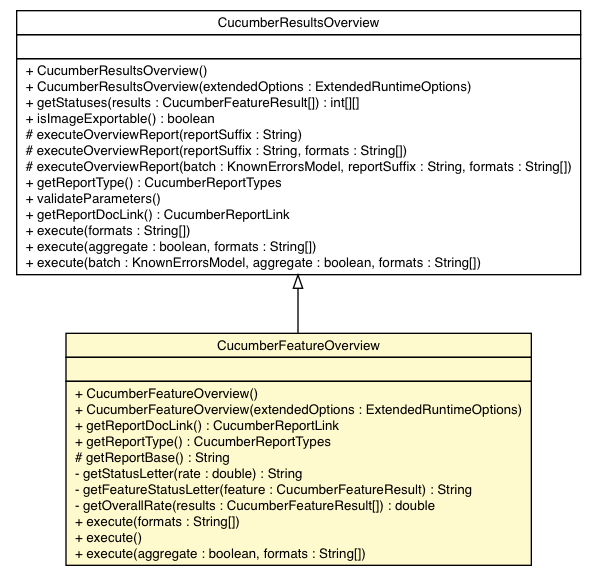 CucumberResultsOverview
+ CucumberResultsOverview()
+ CucumberResultsOverview(extendedOptions : ExtendedRuntimeOptions)
+ getStatuses(results : CucumberFeatureResult[]) : int[][]
+ isImageExportable() : boolean
# executeOverviewReport(reportSuffix : String)
# executeOverviewReport(reportSuffix : String, formats : String[])
# executeOverviewReport(batch : KnownErrorsModel, reportSuffix : String, formats : String[])
+ getReportType() : CucumberReportTypes
+ validateParameters()
+ getReportDocLink() : CucumberReportLink
+ execute(formats : String[])
+ execute(aggregate : boolean, formats : String[])
+ execute(batch : KnownErrorsModel, aggregate : boolean, formats : String[])
CucumberFeatureOverview
+ CucumberFeatureOverview()
+ CucumberFeatureOverview(extendedOptions : ExtendedRuntimeOptions)
+ getReportDocLink() : CucumberReportLink
+ getReportType() : CucumberReportTypes
# getReportBase() : String
- getStatusLetter(rate : double) : String
- getFeatureStatusLetter(feature : CucumberFeatureResult) : String
- getOverallRate(results : CucumberFeatureResult[]) : double
+ execute(formats : String[])
+ execute()
+ execute(aggregate : boolean, formats : String[])